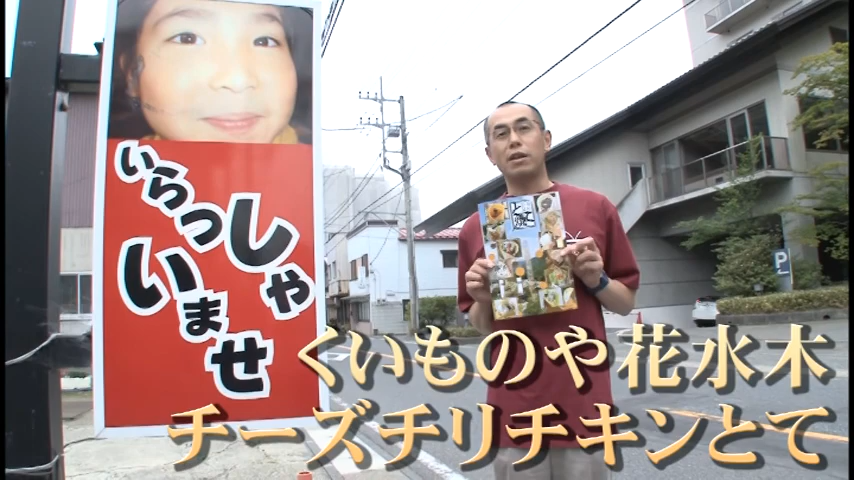 いらっしゃ
いませ
P
くいものや花水木
チーズチリチキンとて